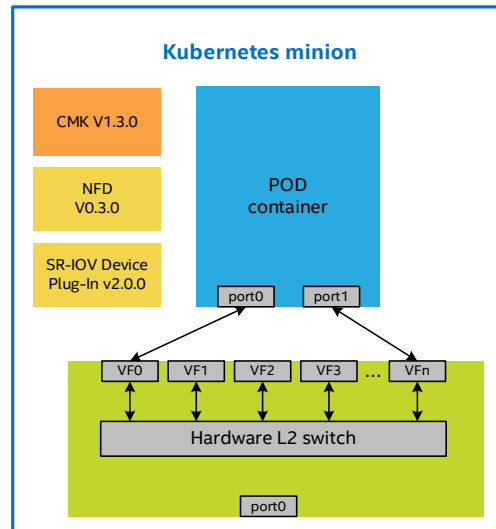 Kubernetes minion
CMK V1.3.0
NFD
V0.3.0
SR-IOV Device
Plug-In v2.0.0
POD
container
port0
port1
VF0
VF1
VF2
VF3
...
VFn
Hardware L2 switch
port0